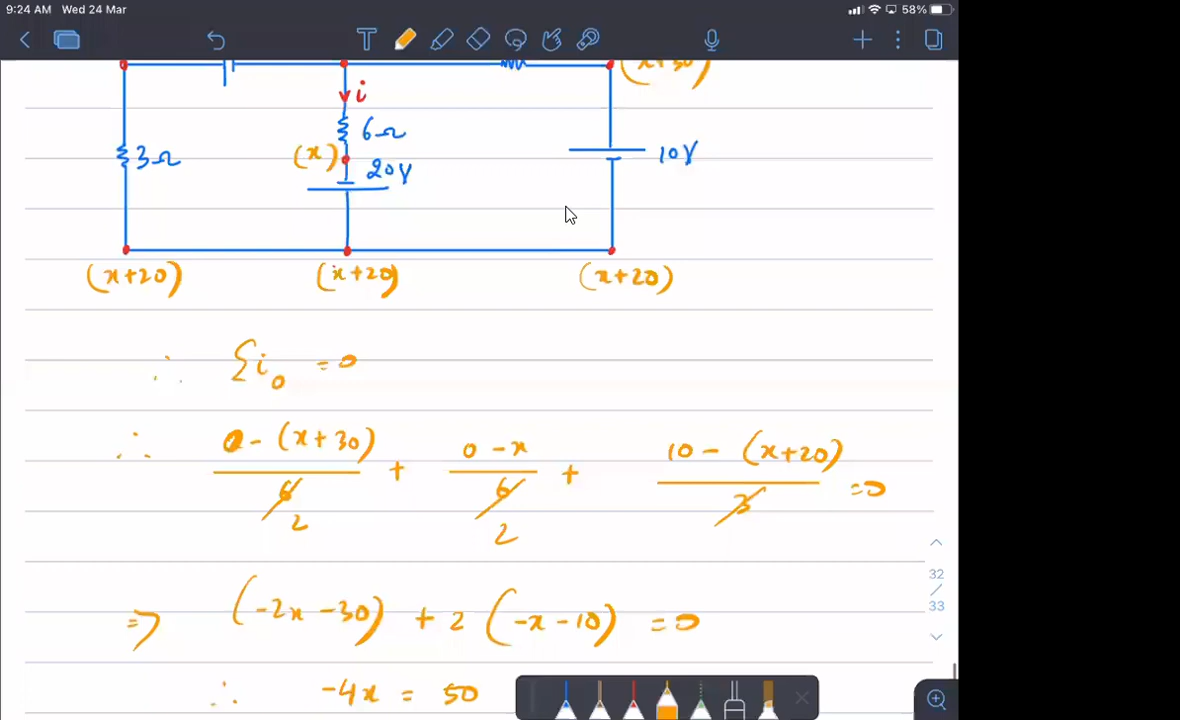 9:24 AM Wed 24 Mar 58%
(x+30)
i
6Ω
3Ω (x) 20V 10V
(x+20) (x+20) (x+20)
∴ Σi₀ = 0
∴ 0 - (x+30) / 6 2 + 0 - x / 6 2 + 10 - (x+20) / 3 = 0
32
/
33
⇒ (-2x - 30) + 2 (-x - 10) = 0
∴ -4x = 50